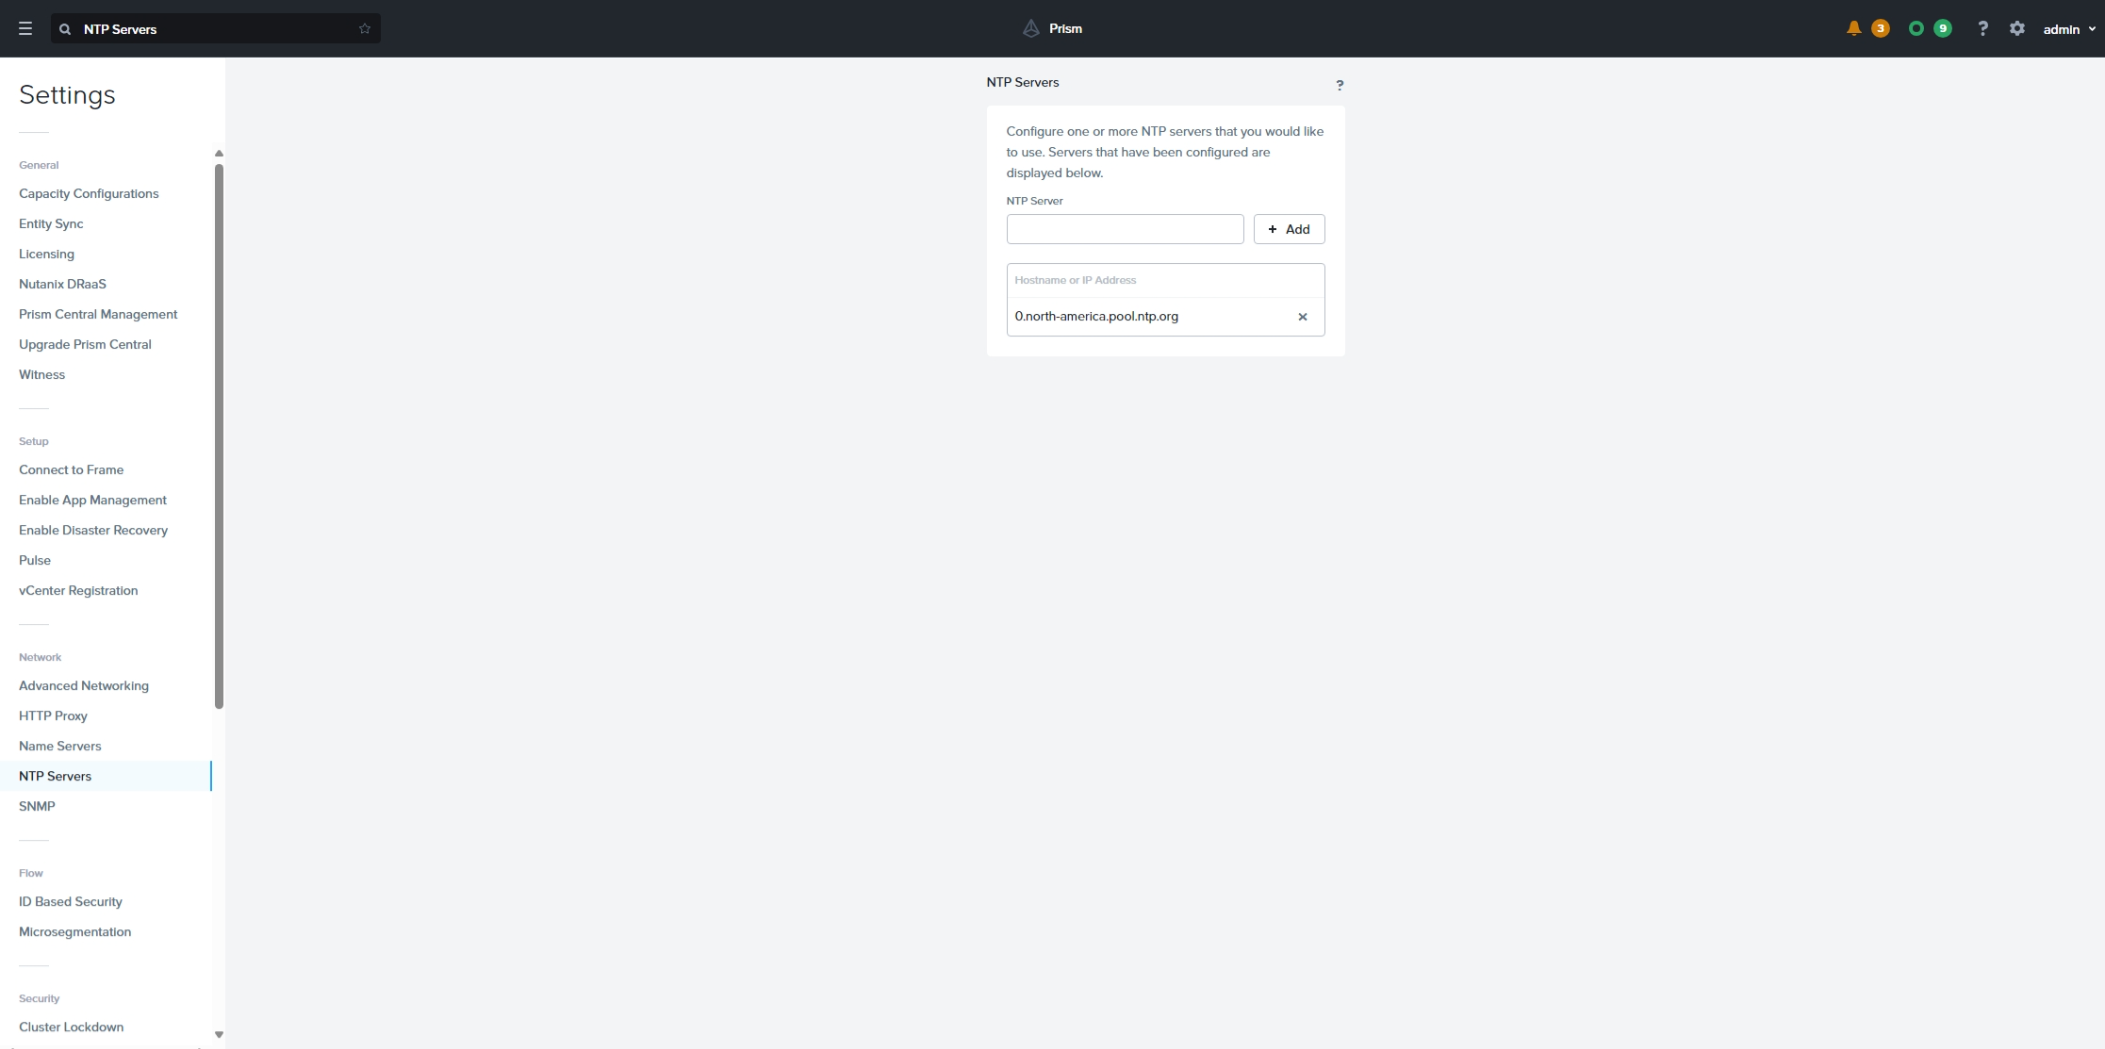 NTP Servers
Prism
3
9
?
admin
Settings
General
Capacity Configurations
Entity Sync
Licensing
Nutanix DRaaS
Prism Central Management
Upgrade Prism Central
Witness
Setup
Connect to Frame
Enable App Management
Enable Disaster Recovery
Pulse
vCenter Registration
Network
Advanced Networking
HTTP Proxy
Name Servers
NTP Servers
SNMP
Flow
ID Based Security
Microsegmentation
Security
Cluster Lockdown
NTP Servers
?
Configure one or more NTP servers that you would like
to use. Servers that have been configured are
displayed below.
NTP Server
+ Add
Hostname or IP Address
0.north-america.pool.ntp.org